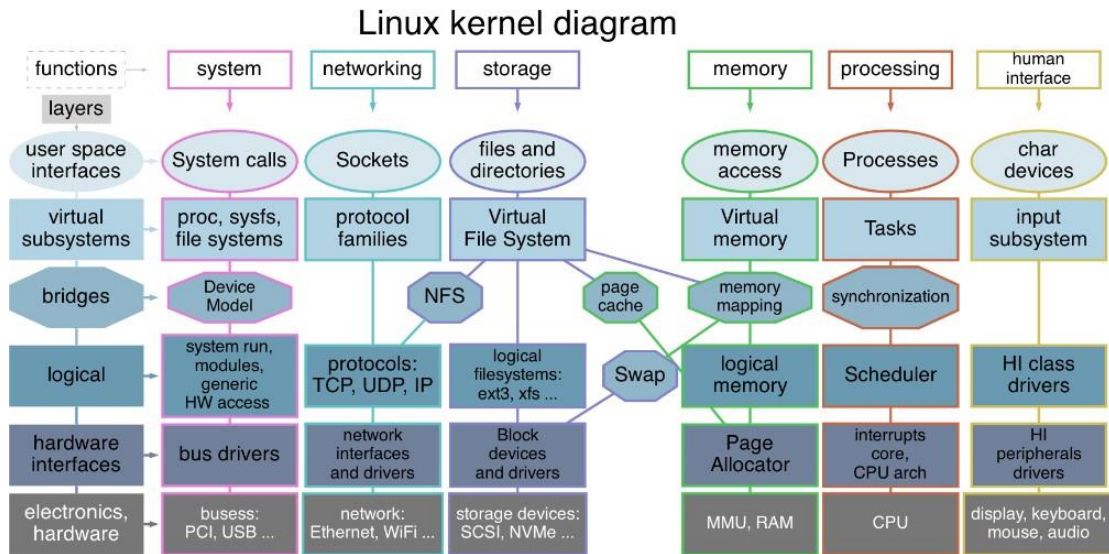 Linux kernel diagram
functions
system
networking
storage
memory
processing
human
interface
layers
user space
interfaces
System calls
Sockets
files and
directories
memory
access
Processes
char
devices
virtual
subsystems
proc, sysfs,
file systems
protocol
families
Virtual
File System
Virtual
memory
Tasks
input
subsystem
bridges
Device
Model
NFS
page
cache
memory
mapping
synchronization
logical
system run,
modules,
generic
HW access
protocols:
TCP, UDP, IP
logical
filesystems:
ext3, xfs ...
Swap
logical
memory
Scheduler
HI class
drivers
hardware
interfaces
bus drivers
network
interfaces
and drivers
Block
devices
and drivers
Page
Allocator
interrupts
core,
CPU arch
HI
peripherals
drivers
electronics,
hardware
busess:
PCI, USB ...
network:
Ethernet, WiFi ...
storage devices:
SCSI, NVMe ...
MMU, RAM
CPU
display, keyboard,
mouse, audio